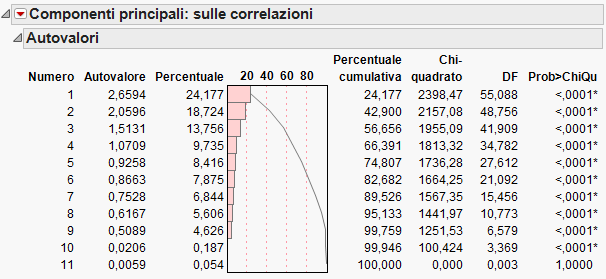 Componenti principali: sulle correlazioni
Autovalori
Percentuale Chi-
Numero Autovalore Percentuale 20 40 60 80 cumulativa quadrato DF Prob>ChiQu
1 2,6594 24,177 24,177 2398,47 55,088 <,0001*
2 2,0596 18,724 42,900 2157,08 48,756 <,0001*
3 1,5131 13,756 56,656 1955,09 41,909 <,0001*
4 1,0709 9,735 66,391 1813,32 34,782 <,0001*
5 0,9258 8,416 74,807 1736,28 27,612 <,0001*
6 0,8663 7,875 82,682 1664,25 21,092 <,0001*
7 0,7528 6,844 89,526 1567,35 15,456 <,0001*
8 0,6167 5,606 95,133 1441,97 10,773 <,0001*
9 0,5089 4,626 99,759 1251,53 6,579 <,0001*
10 0,0206 0,187 99,946 100,424 3,369 <,0001*
11 0,0059 0,054 100,000 0,000 0,003 1,0000